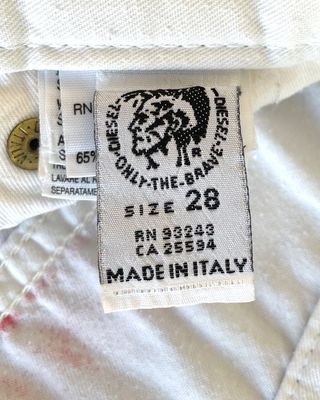 RN
65%
LAVARE AL R
SEPARATAME
DIESEL·ONLY-THE-BRAVE·DIESEL
R
SIZE 28
RN 93243
CA 25594
MADE IN ITALY